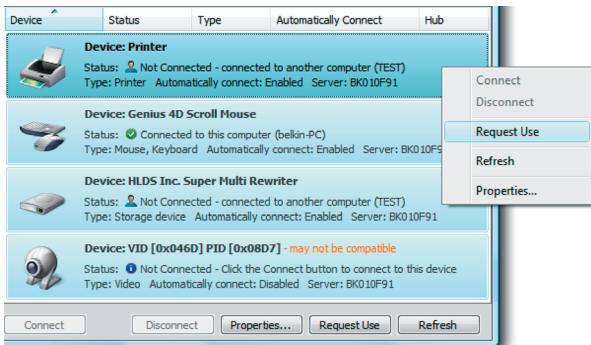 Device Status Type Automatically Connect Hub
Device: Printer
Status: Not Connected - connected to another computer (TEST)
Type: Printer Automatically connect: Enabled Server: BK010F91
Device: Genius 4D Scroll Mouse
Status: Connected to this computer (belkin-PC)
Type: Mouse, Keyboard Automatically connect: Enabled Server: BK010F9
Device: HLDS Inc. Super Multi Rewriter
Status: Not Connected - connected to another computer (TEST)
Type: Storage device Automatically connect: Enabled Server: BK010F91
Device: VID [0x046D] PID [0x08D7] - may not be compatible
Status: Not Connected - Click the Connect button to connect to this device
Type: Video Automatically connect: Disabled Server: BK010F91
Connect Disconnect Properties... Request Use Refresh
Connect
Disconnect
Request Use
Refresh
Properties...